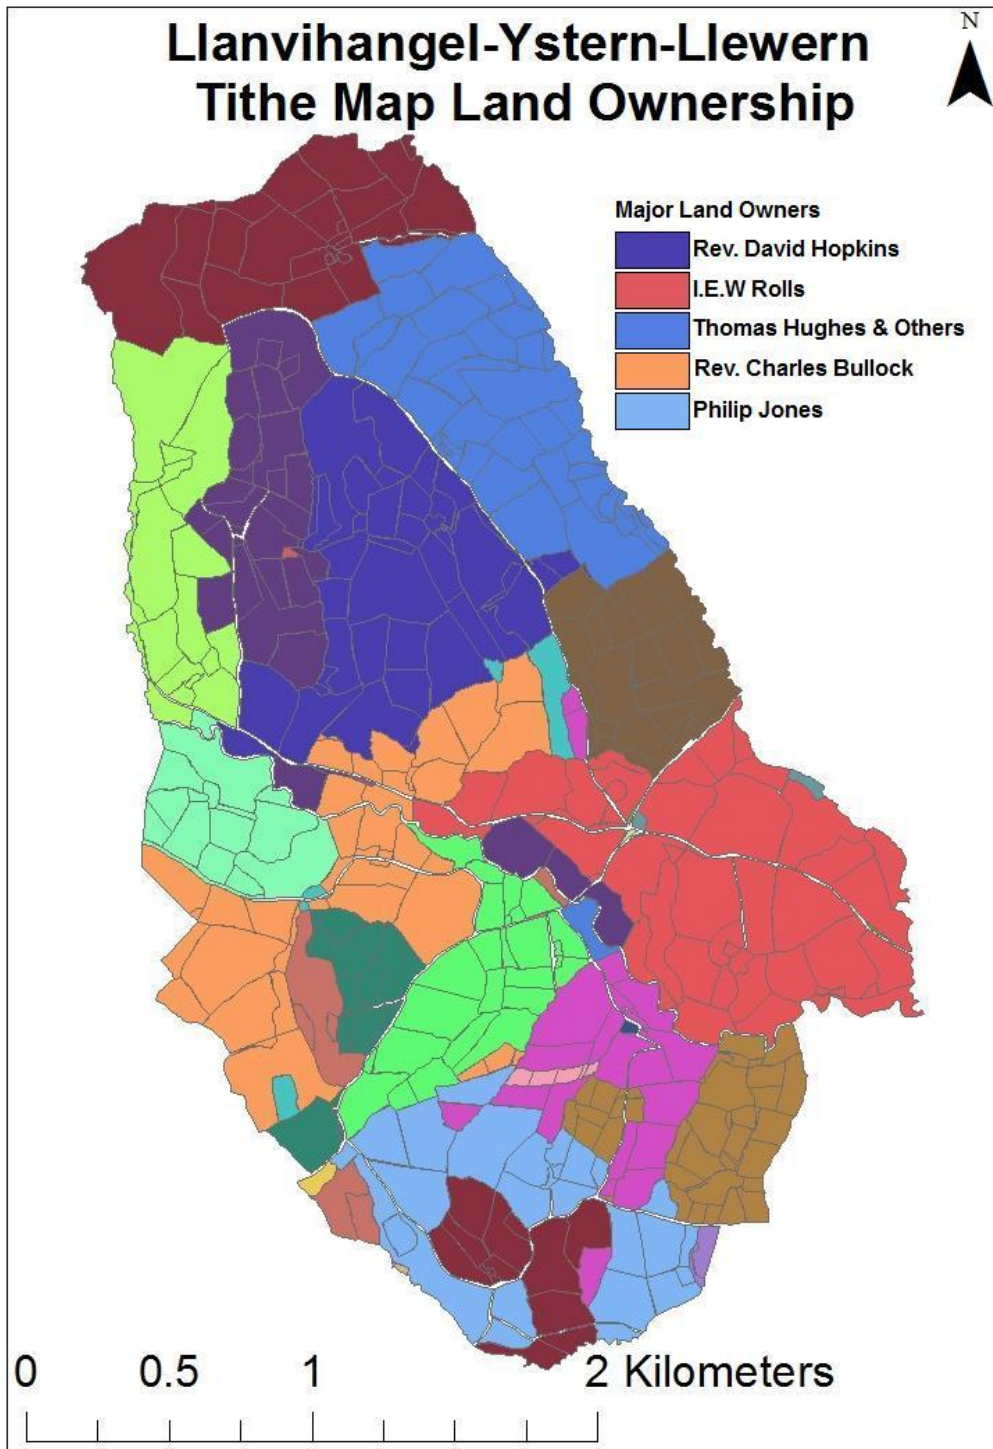 Llanvihangel-Ystern-Llewern
Tithe Map Land Ownership
N
Major Land Owners
Rev. David Hopkins
I.E.W Rolls
Thomas Hughes & Others
Rev. Charles Bullock
Philip Jones
0 0.5 1 2 Kilometers